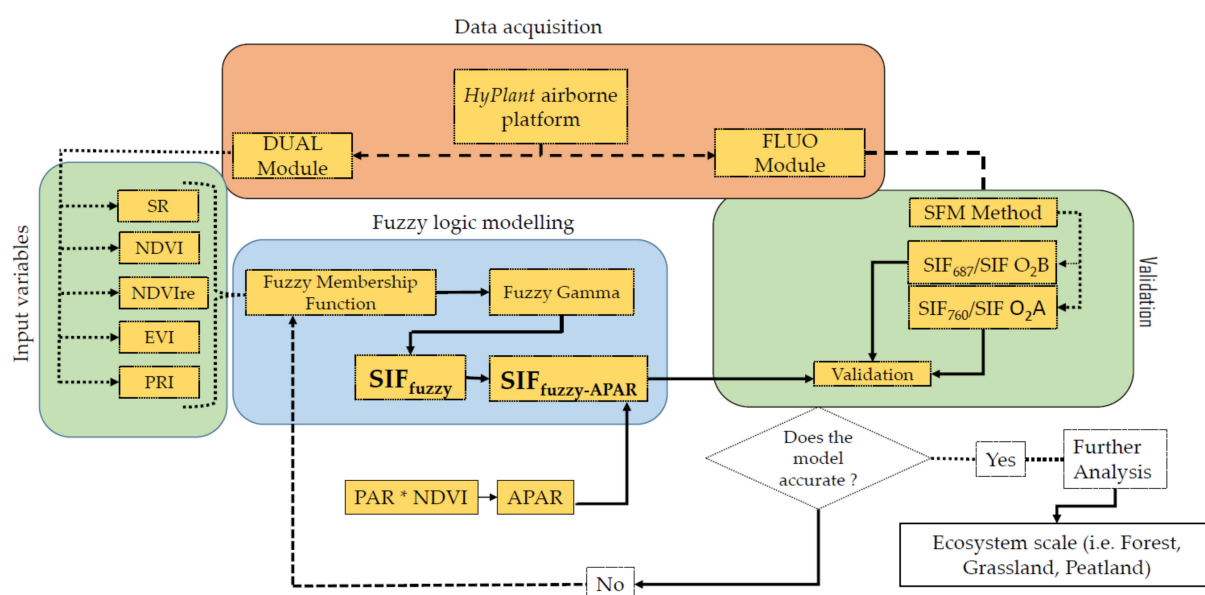 Data acquisition
HyPlant airborne
platform
DUAL
Module
FLUO
Module
Input variables
SR
NDVI
NDVIre
EVI
PRI
Fuzzy logic modelling
Fuzzy Membership
Function
Fuzzy Gamma
SIFfuzzy
SIFfuzzy-APAR
PAR * NDVI
APAR
SFM Method
SIF687/SIF O2B
SIF760/SIF O2A
Validation
Validation
Does the
model
accurate ?
Yes
Further
Analysis
Ecosystem scale (i.e. Forest,
Grassland, Peatland)
No